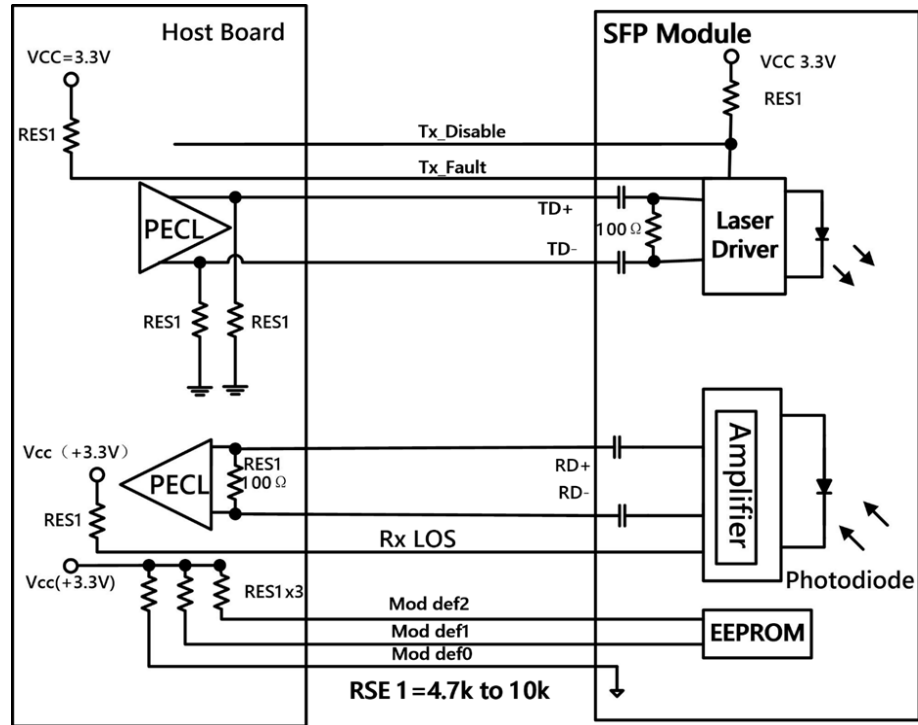 Host Board
SFP Module
VCC=3.3V
VCC 3.3V
RES1
RES1
Tx_Disable
Tx_Fault
PECL
TD+
100Ω
TD-
Laser
Driver
RES1
RES1
Vcc（+3.3V）
PECL
RES1
100Ω
RD+
RD-
Amplifier
RES1
Rx LOS
Vcc(+3.3V)
RES1x3
Photodiode
Mod def2
Mod def1
Mod def0
EEPROM
RSE 1=4.7k to 10k